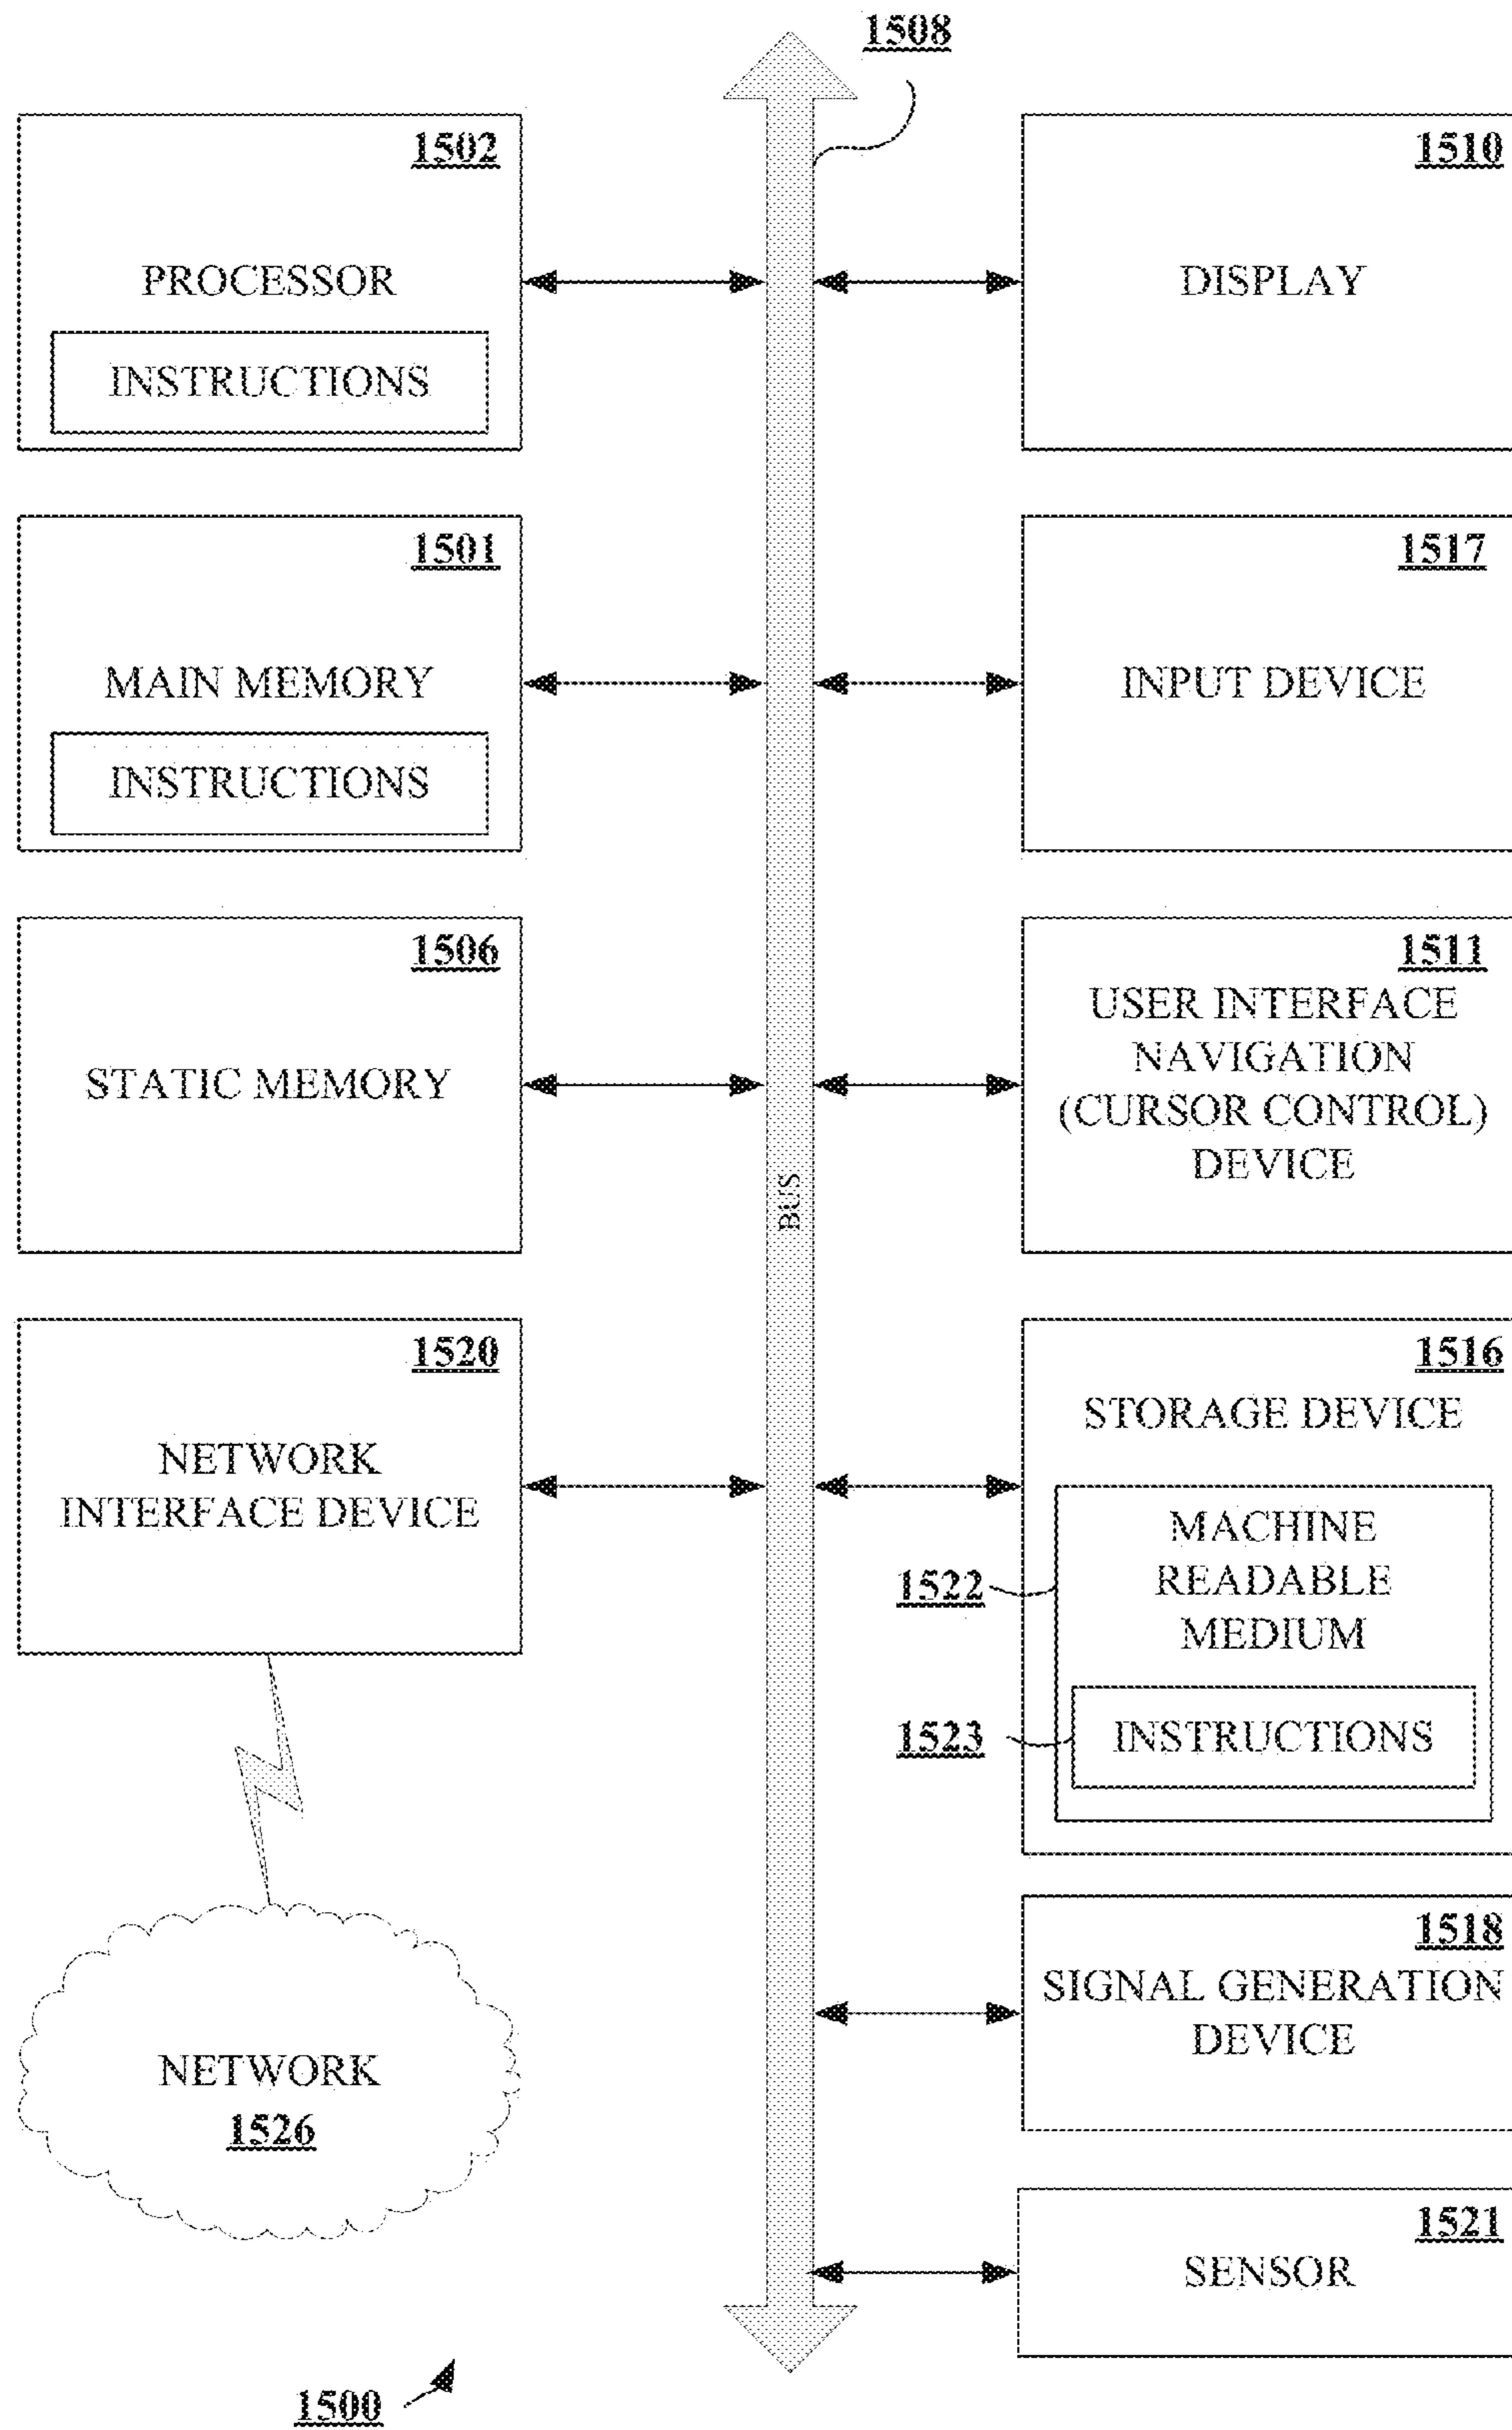 1508
1502
PROCESSOR
INSTRUCTIONS
1510
DISPLAY
1501
MAIN MEMORY
INSTRUCTIONS
1517
INPUT DEVICE
1506
STATIC MEMORY
1511
USER INTERFACE
NAVIGATION
(CURSOR CONTROL)
DEVICE
BUS
1520
NETWORK
INTERFACE DEVICE
1516
STORAGE DEVICE
MACHINE
READABLE
MEDIUM
1522
INSTRUCTIONS
1523
1518
SIGNAL GENERATION
DEVICE
NETWORK
1526
1521
SENSOR
1500